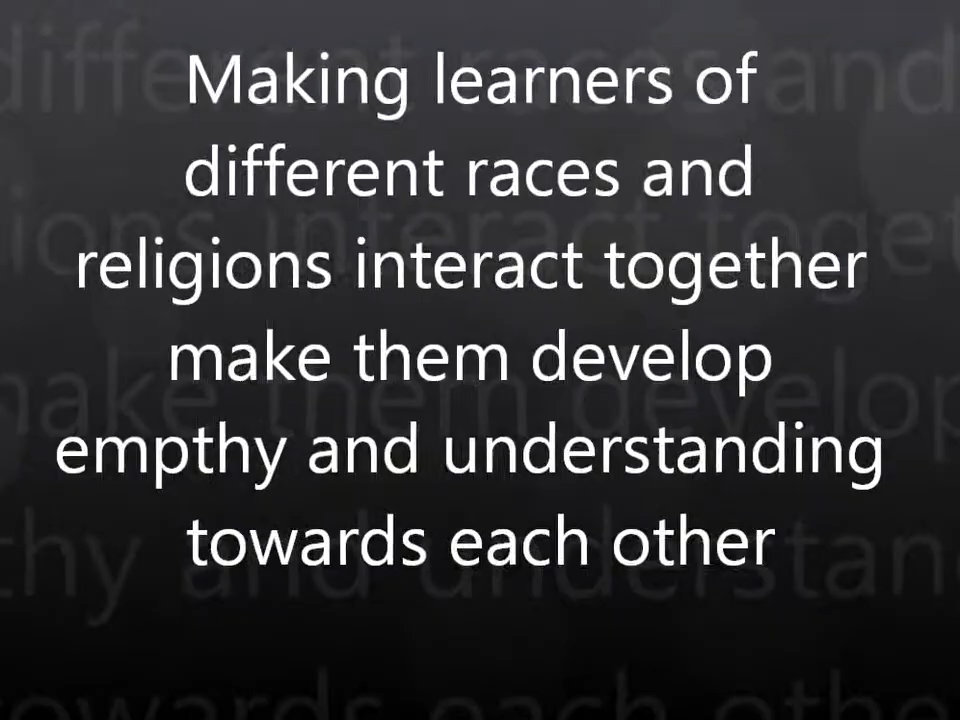 Making learners of
different races and
religions interact together
make them develop
empthy and understanding
towards each other